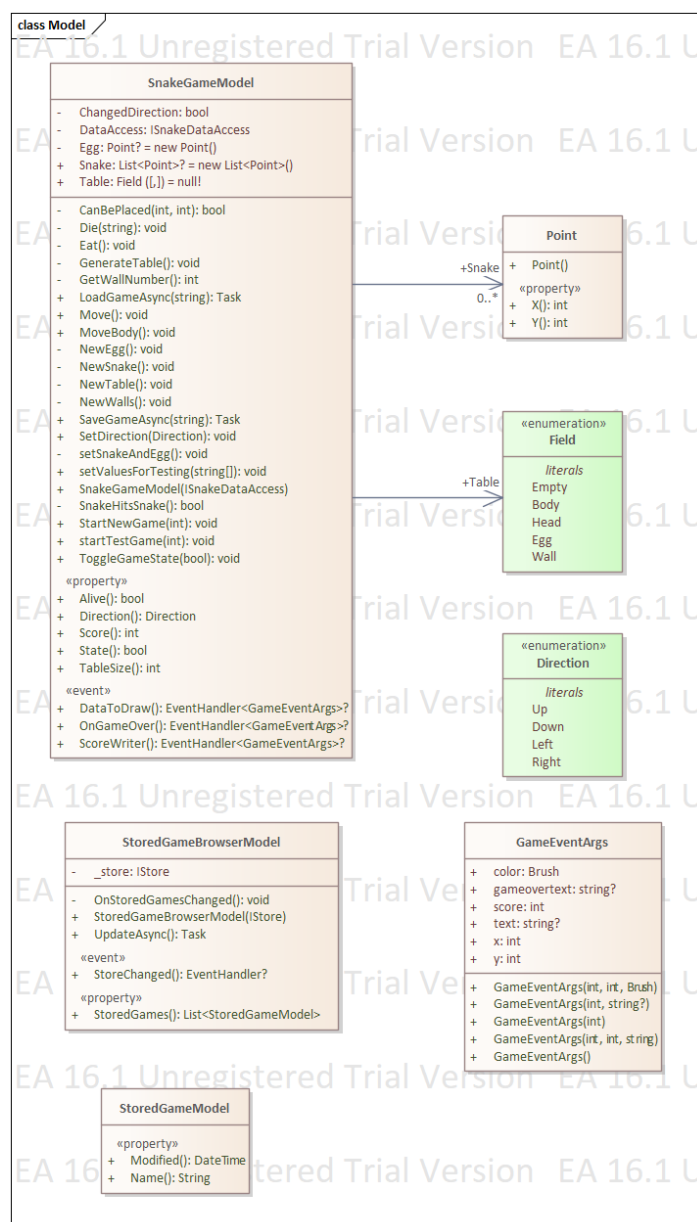 class Model
EA 16.1 Unregistered Trial Version EA 16.1 U
SnakeGameModel
- ChangedDirection: bool
- DataAccess: ISnakeDataAccess
- Egg: Point? = new Point()
+ Snake: List<Point>? = new List<Point>()
+ Table: Field ([,]) = null!
- CanBePlaced(int, int): bool
- Die(string): void
- Eat(): void
- GenerateTable(): void
- GetWallNumber(): int
+ LoadGameAsync(string): Task
+ Move(): void
+ MoveBody(): void
- NewEgg(): void
- NewSnake(): void
- NewTable(): void
- NewWalls(): void
+ SaveGameAsync(string): Task
+ SetDirection(Direction): void
- setSnakeAndEgg(): void
+ setValuesForTesting(string[]): void
+ SnakeGameModel(ISnakeDataAccess)
- SnakeHitsSnake(): bool
+ StartNewGame(int): void
+ startTestGame(int): void
+ ToggleGameState(bool): void
«property»
+ Alive(): bool
+ Direction(): Direction
+ Score(): int
+ State(): bool
+ TableSize(): int
«event»
+ DataToDraw(): EventHandler<GameEventArgs>?
+ OnGameOver(): EventHandler<GameEventArgs>?
+ ScoreWriter(): EventHandler<GameEventArgs>?
+Snake
0..*
Point
+ Point()
«property»
+ X(): int
+ Y(): int
+Table
«enumeration»
Field
literals
Empty
Body
Head
Egg
Wall
«enumeration»
Direction
literals
Up
Down
Left
Right
EA 16.1 Unregistered Trial Version EA 16.1 U
StoredGameBrowserModel
- _store: IStore
- OnStoredGamesChanged(): void
+ StoredGameBrowserModel(IStore)
+ UpdateAsync(): Task
«event»
+ StoreChanged(): EventHandler?
«property»
+ StoredGames(): List<StoredGameModel>
GameEventArgs
+ color: Brush
+ gameovertext: string?
+ score: int
+ text: string?
+ x: int
+ y: int
+ GameEventArgs(int, int, Brush)
+ GameEventArgs(int, string?)
+ GameEventArgs(int)
+ GameEventArgs(int, int, string)
+ GameEventArgs()
EA 16.1 Unregistered Trial Version EA 16.1 U
StoredGameModel
«property»
+ Modified(): DateTime
+ Name(): String